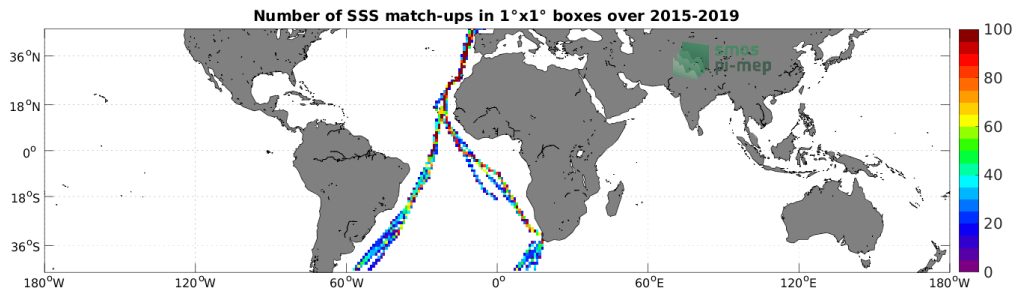 Number of SSS match-ups in 1°x1° boxes over 2015-2019
36°N
18°N
0°
18°S
36°S
180°W
120°W
60°W
0°
60°E
120°E
180°W
100
80
60
40
20
0
smos
pi-mep